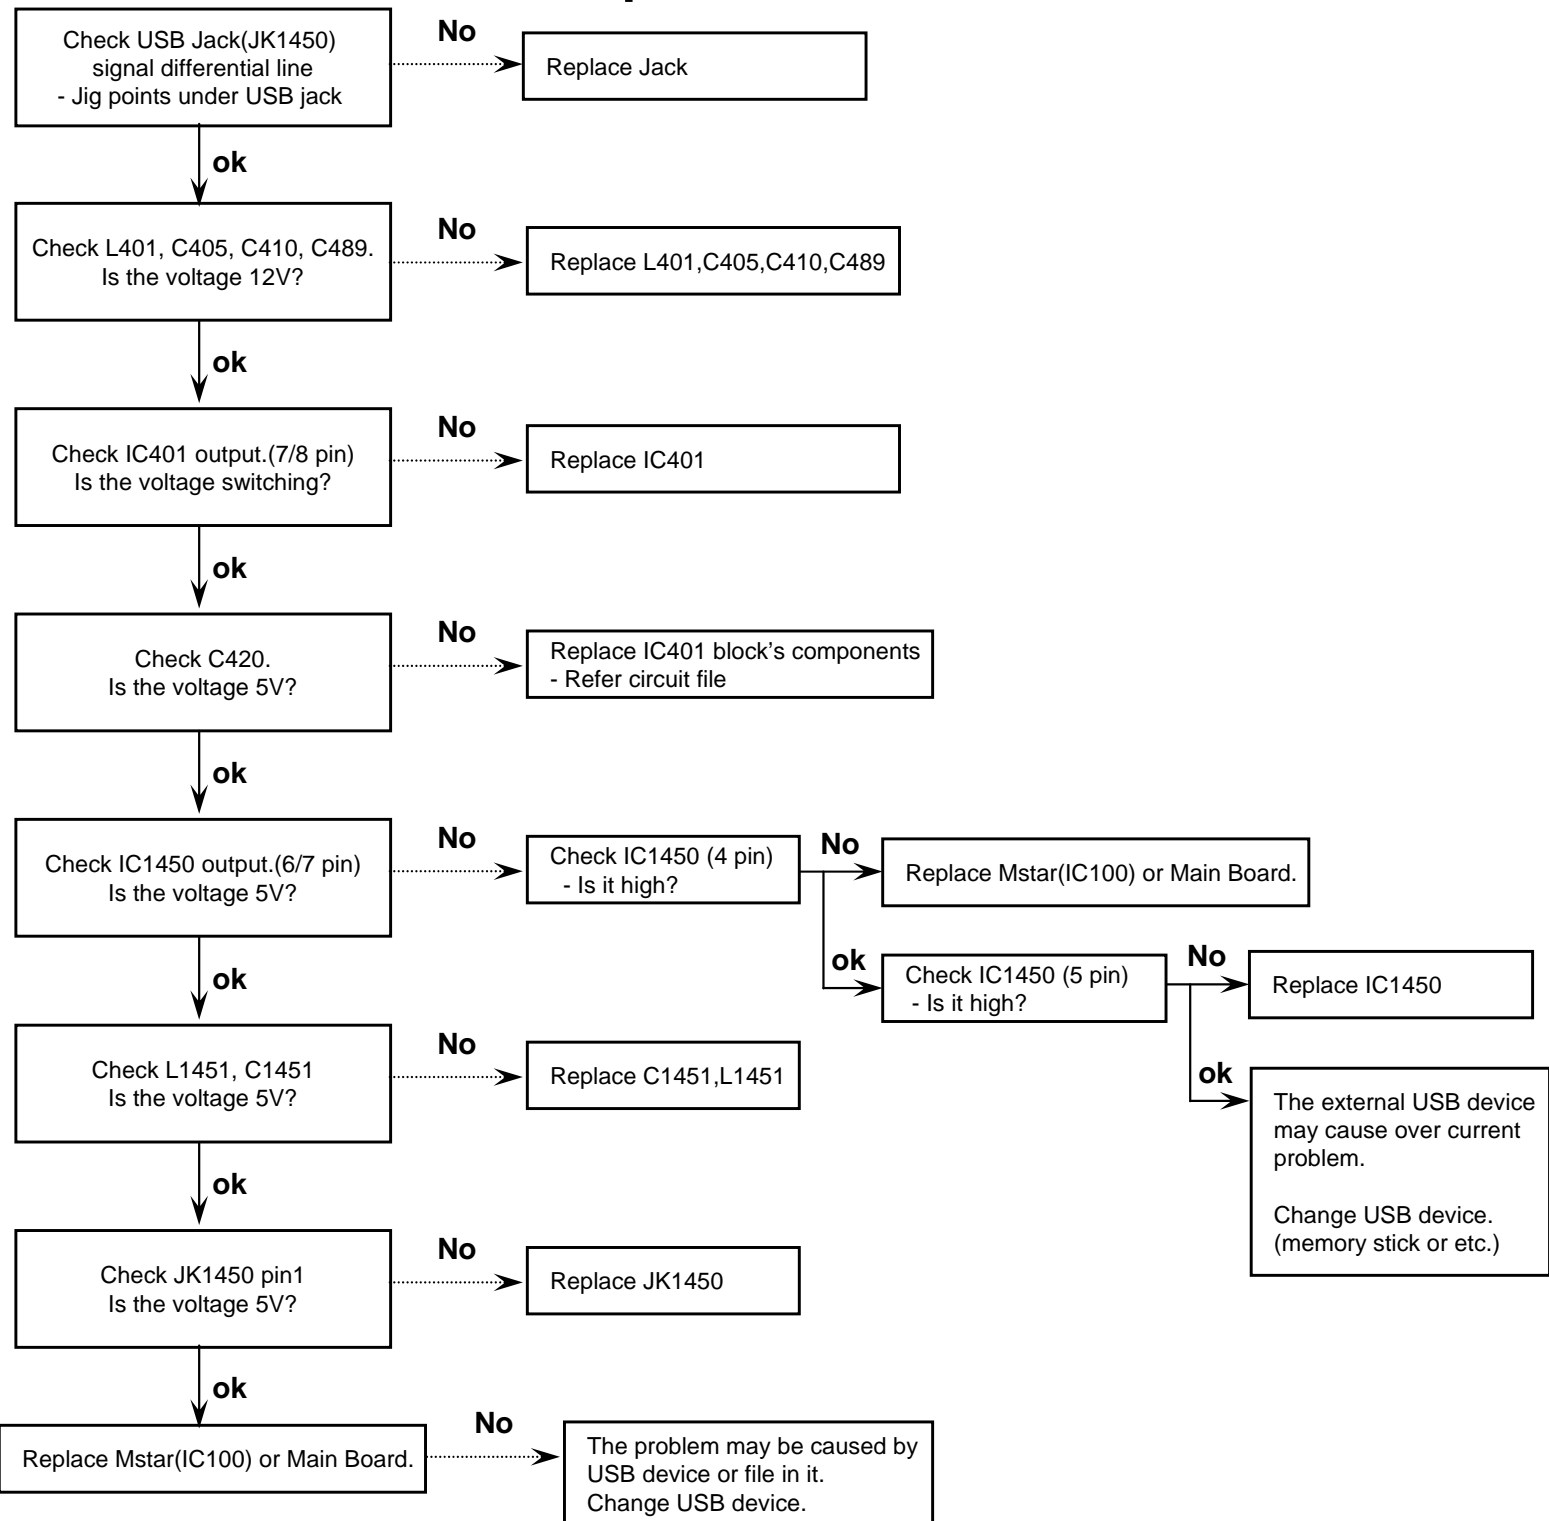 Check USB Jack(JK1450)
signal differential line
- Jig points under USB jack
No
Replace Jack
ok
Check L401, C405, C410, C489.
Is the voltage 12V?
No
Replace L401,C405,C410,C489
ok
Check IC401 output.(7/8 pin)
Is the voltage switching?
No
Replace IC401
ok
Check C420.
Is the voltage 5V?
No
Replace IC401 block’s components
- Refer circuit file
ok
Check IC1450 output.(6/7 pin)
Is the voltage 5V?
No
Check IC1450 (4 pin)
- Is it high?
No
Replace Mstar(IC100) or Main Board.
ok
Check IC1450 (5 pin)
- Is it high?
No
Replace IC1450
ok
The external USB device
may cause over current
problem.
Change USB device.
(memory stick or etc.)
ok
Check L1451, C1451
Is the voltage 5V?
No
Replace C1451,L1451
ok
Check JK1450 pin1
Is the voltage 5V?
No
Replace JK1450
ok
Replace Mstar(IC100) or Main Board.
No
The problem may be caused by
USB device or file in it.
Change USB device.